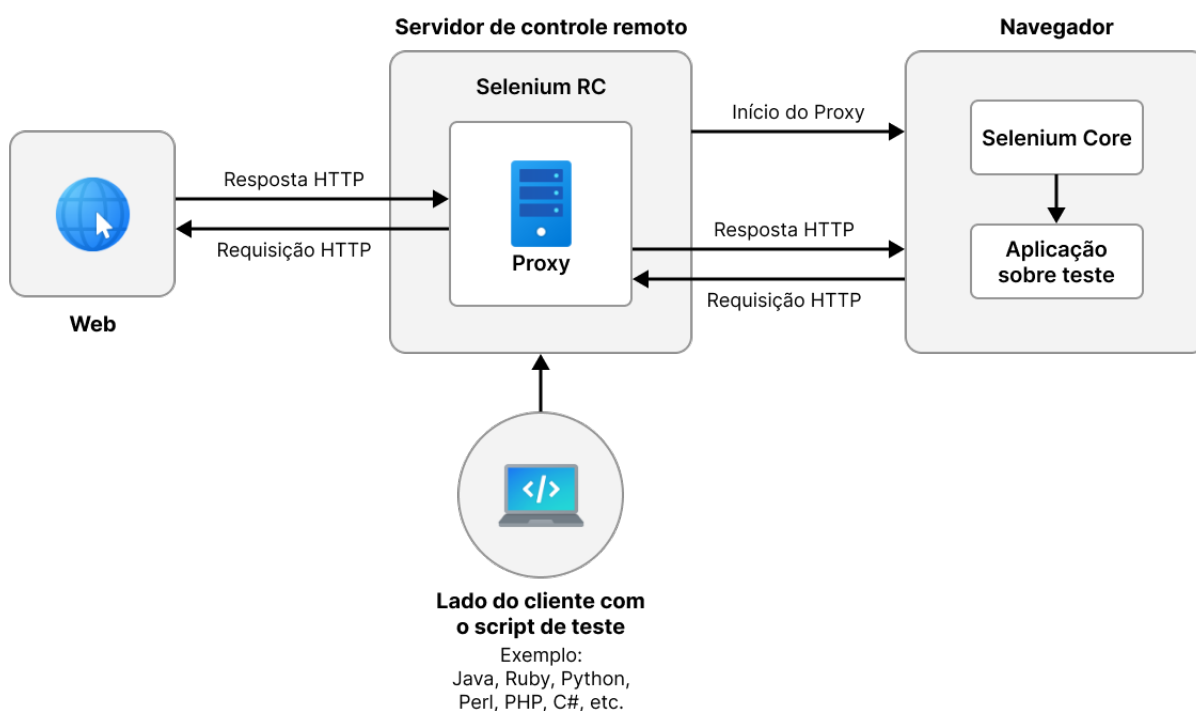 Servidor de controle remoto
Navegador
Selenium RC
Início do Proxy
Selenium Core
Resposta HTTP
Requisição HTTP
Proxy
Resposta HTTP
Requisição HTTP
Aplicação
sobre teste
Web
</>
Lado do cliente com
o script de teste
Exemplo:
Java, Ruby, Python,
Perl, PHP, C#, etc.